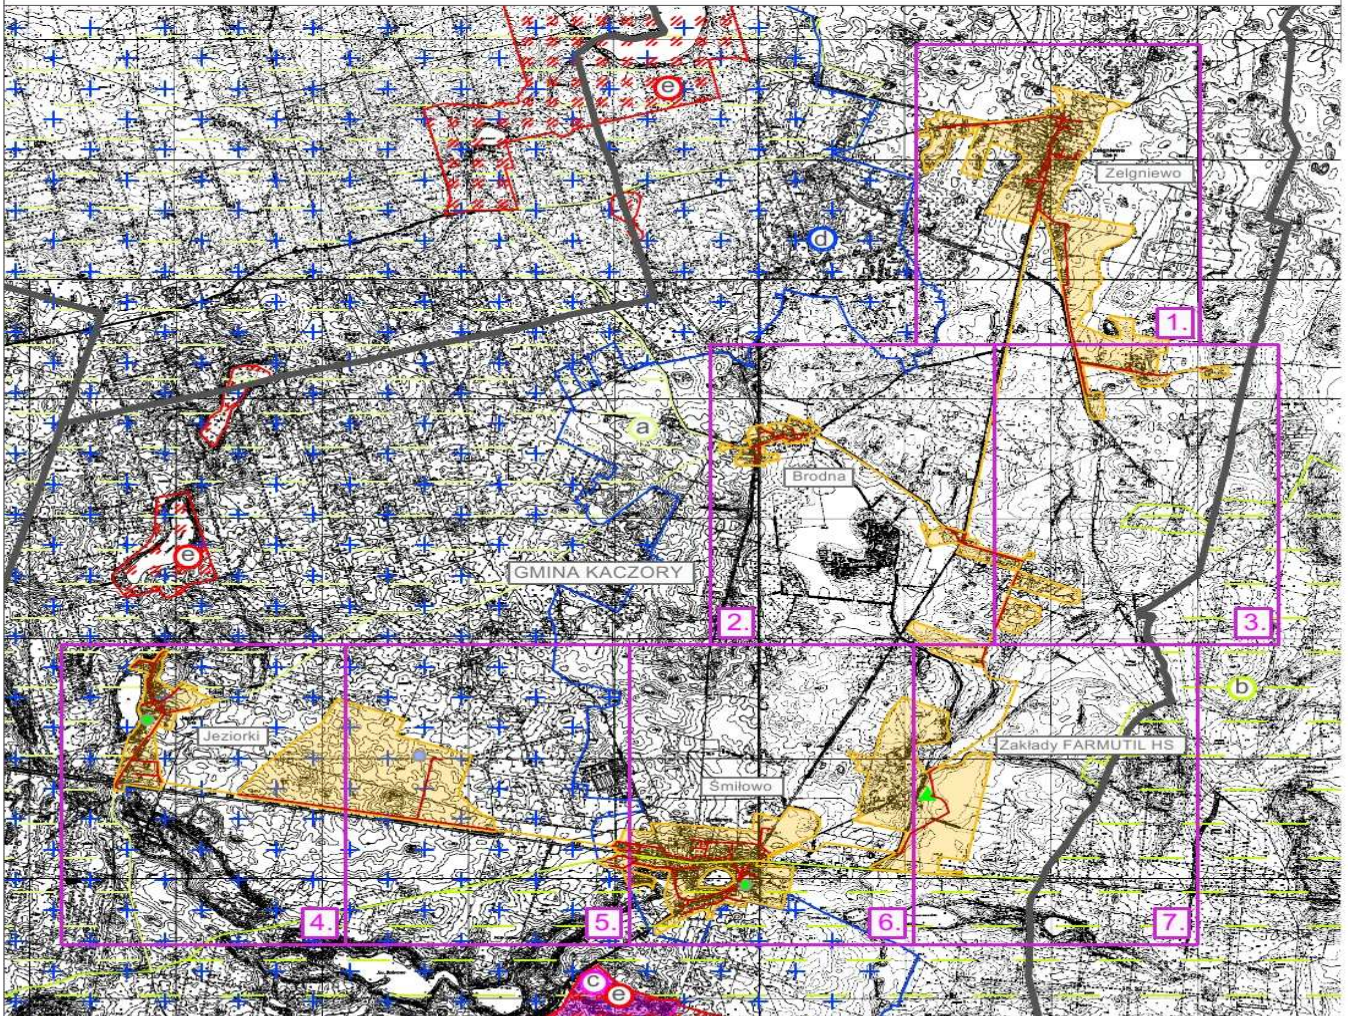 e
Zelgniewo
d
1.
a
Brodna
e
GMINA KACZORY
2.
3.
b
Jeziorki
Zakłady FARMUTIL HS
Śmiłowo
4.
5.
6.
7.
c
e